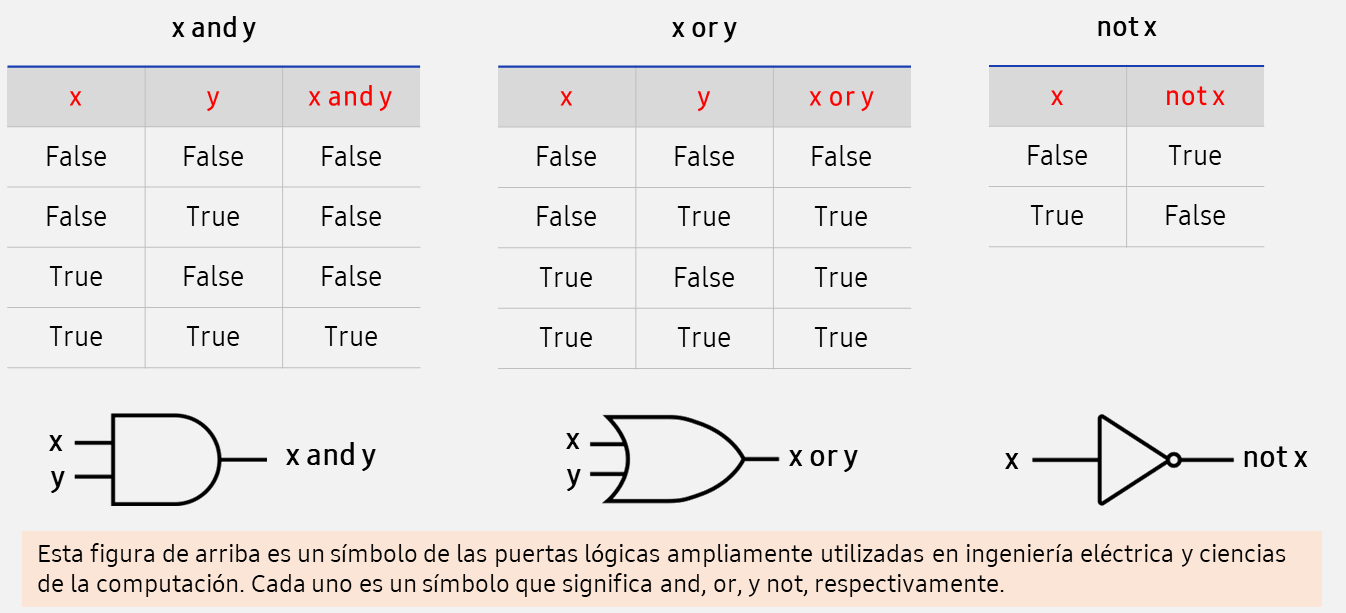 x and y
x y x and y
False False False
False True False
True False False
True True True
x or y
x y x or y
False False False
False True True
True False True
True True True
not x
x not x
False True
True False
x
y
x and y
x
y
x or y
x
not x
Esta figura de arriba es un símbolo de las puertas lógicas ampliamente utilizadas en ingeniería eléctrica y ciencias
de la computación. Cada uno es un símbolo que significa and, or, y not, respectivamente.